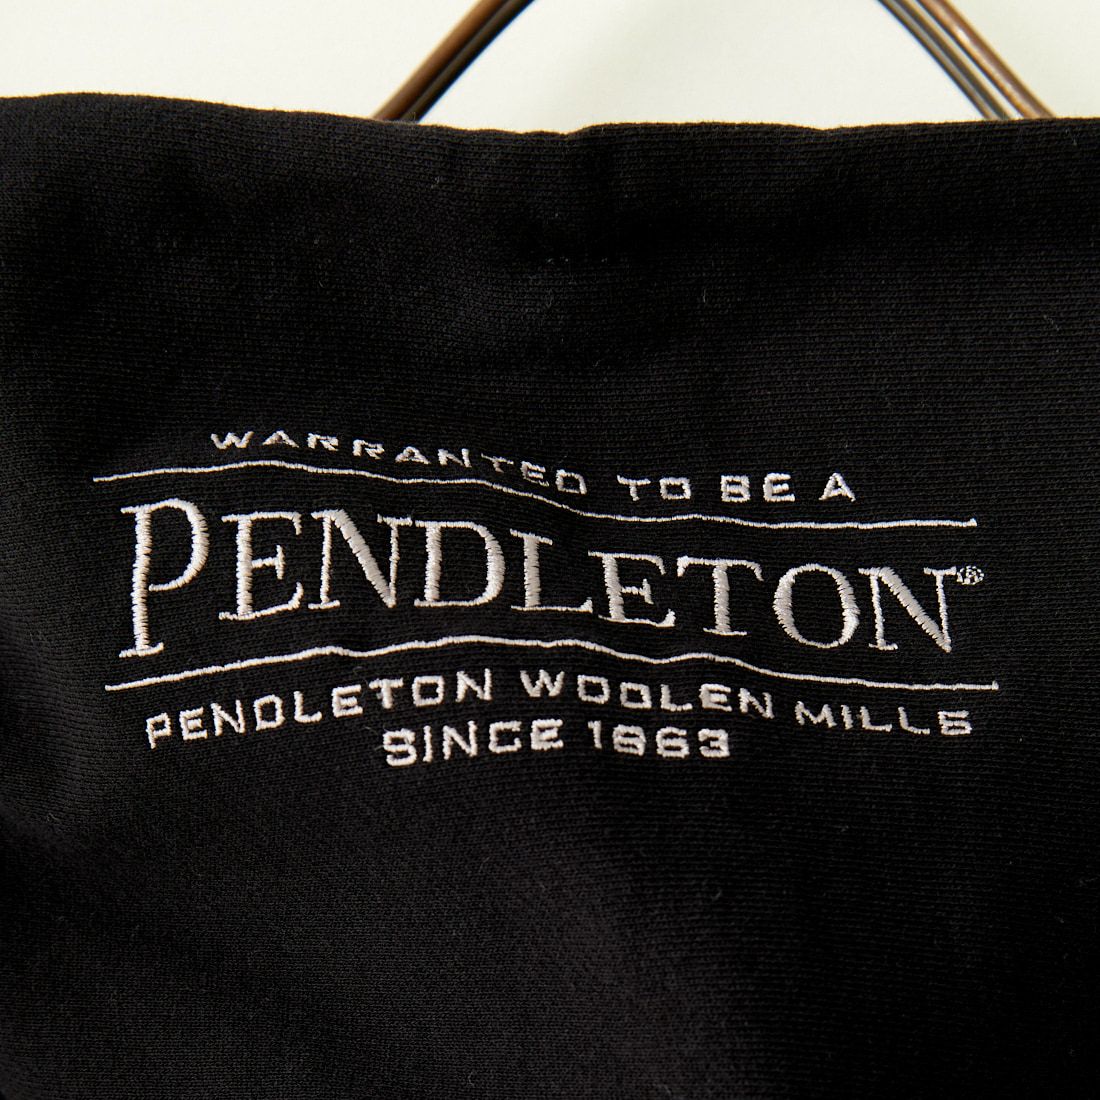 WARRANTED TO BE A
PENDLETON®
PENDLETON WOOLEN MILLS
SINCE 1863